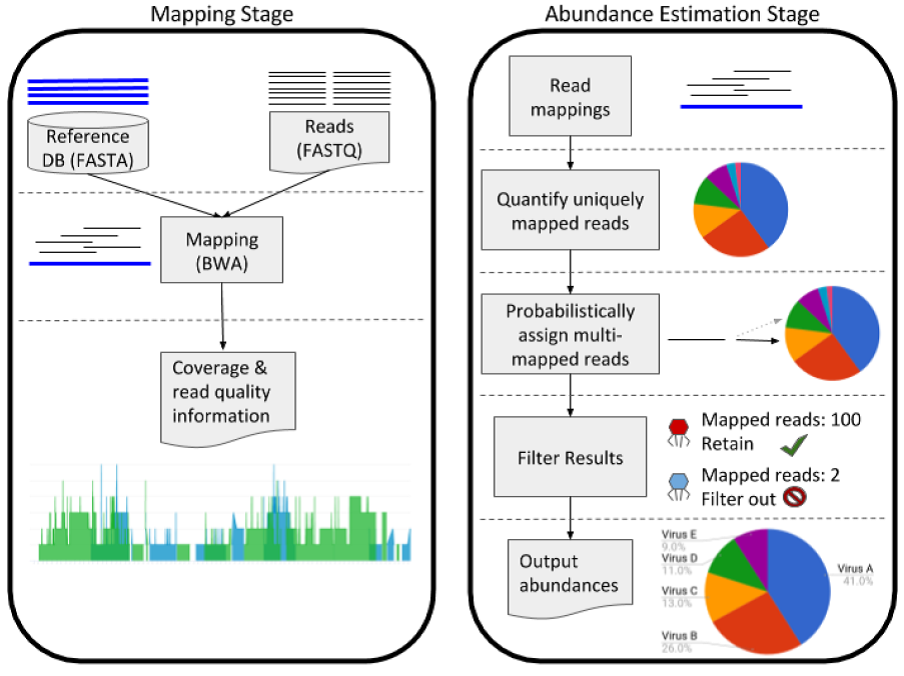 Mapping Stage
Reference
DB (FASTA)
Reads
(FASTQ)
Mapping
(BWA)
Coverage &
read quality
information
Abundance Estimation Stage
Read
mappings
Quantify uniquely
mapped reads
Probabilistically
assign multi-
mapped reads
Filter Results
Mapped reads: 100
Retain
Mapped reads: 2
Filter out
Output
abundances
Virus E
9.0%
Virus D
11.0%
Virus C
13.0%
Virus B
26.0%
Virus A
41.0%